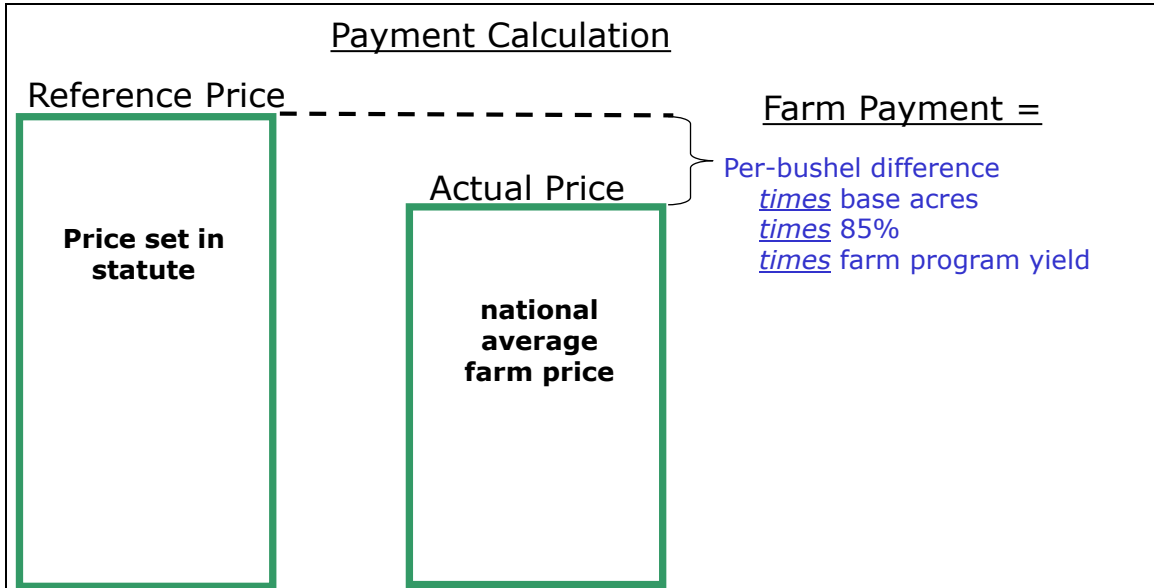 Payment Calculation
Reference Price
Price set in
statute
Actual Price
national
average
farm price
Farm Payment =
Per-bushel difference
times base acres
times 85%
times farm program yield